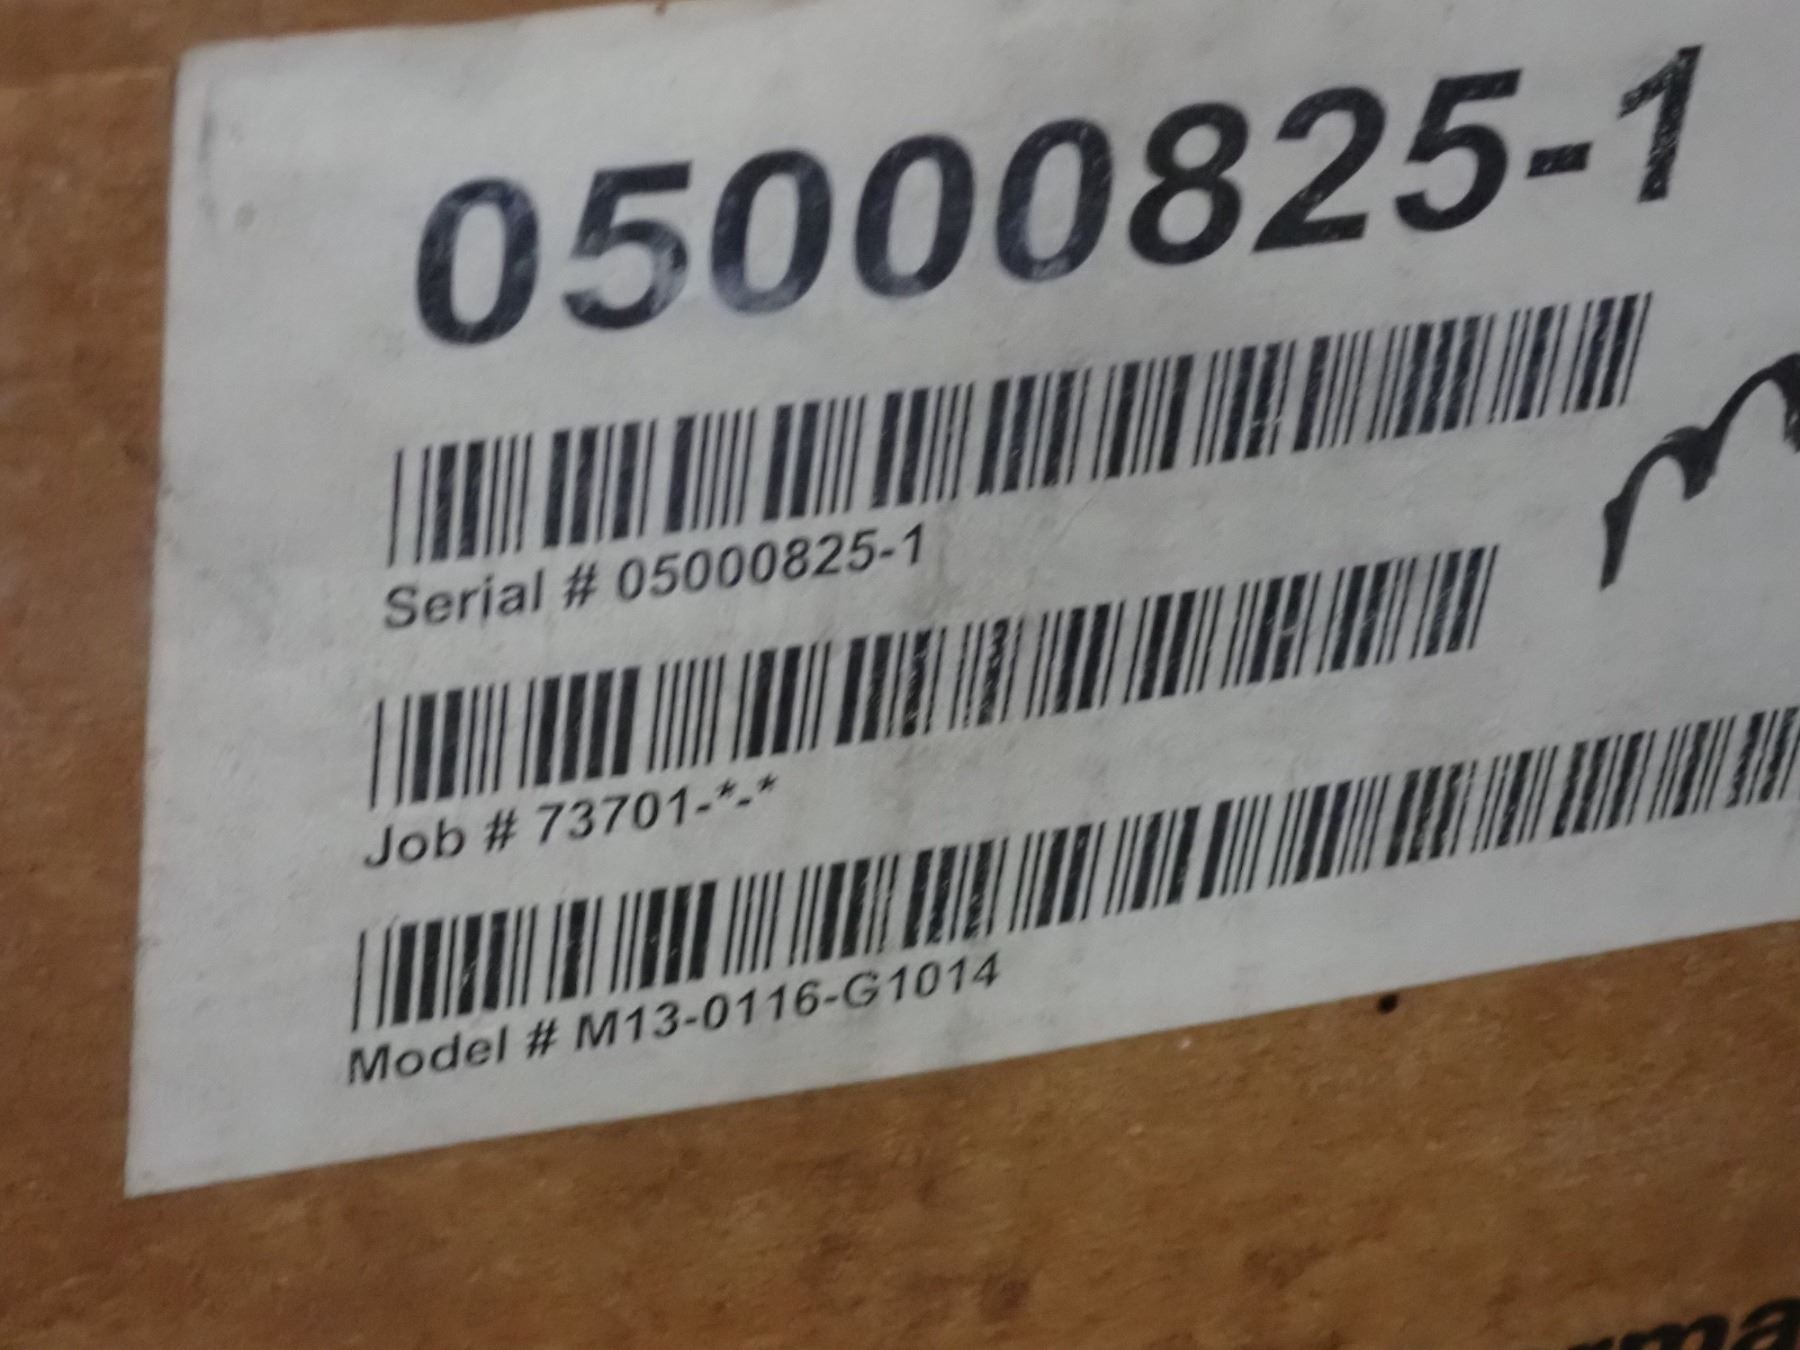 05000825-1
Serial # 05000825-1
Job # 73701-*-*
Model # M13-0116-G1014